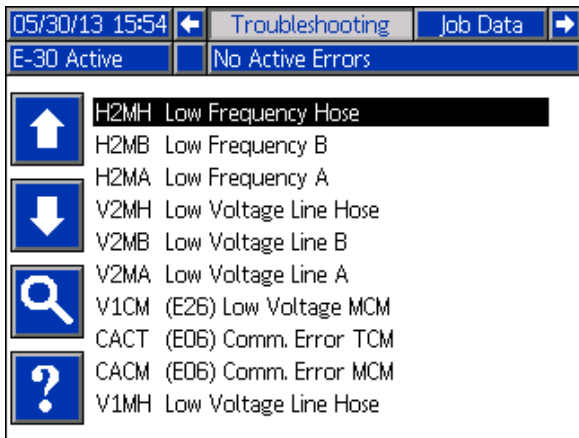 05/30/13 15:54 Troubleshooting Job Data
E-30 Active No Active Errors
H2MH Low Frequency Hose
H2MB Low Frequency B
H2MA Low Frequency A
V2MH Low Voltage Line Hose
V2MB Low Voltage Line B
V2MA Low Voltage Line A
V1CM (E26) Low Voltage MCM
CACT (E06) Comm. Error TCM
CACM (E06) Comm. Error MCM
V1MH Low Voltage Line Hose
?